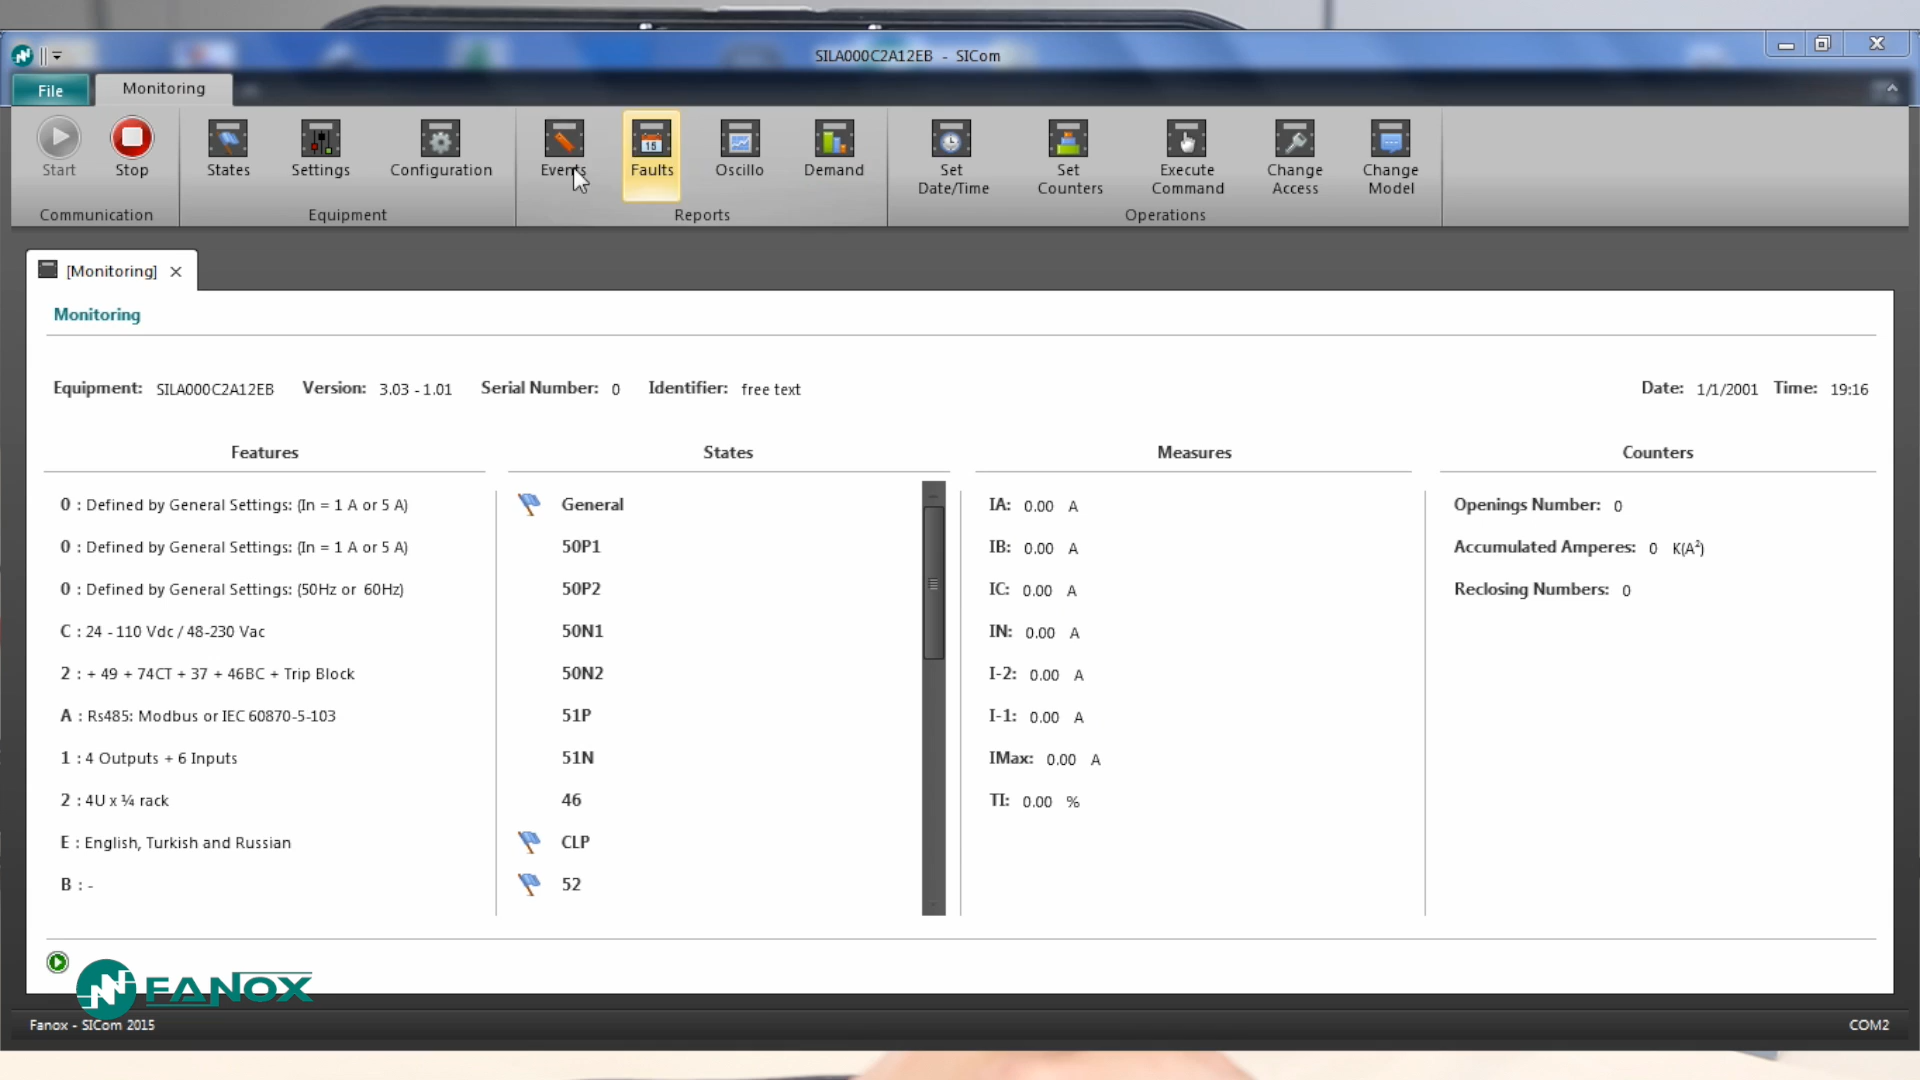 SILA000C2A12EB - SICom
File
Monitoring
Start
Stop
States
Settings
Configuration
Events
Faults
15
Oscillo
Demand
Set Date/Time
Set Counters
Execute Command
Change Access
Change Model
Communication
Equipment
Reports
Operations
[Monitoring]
Monitoring
Equipment: SILA000C2A12EB Version: 3.03 - 1.01 Serial Number: 0 Identifier: free text Date: 1/1/2001 Time: 19:16
Features
States
Measures
Counters
0 : Defined by General Settings: (In = 1 A or 5 A)
0 : Defined by General Settings: (In = 1 A or 5 A)
0 : Defined by General Settings: (50Hz or 60Hz)
C : 24 - 110 Vdc / 48-230 Vac
2 : + 49 + 74CT + 37 + 46BC + Trip Block
A : Rs485: Modbus or IEC 60870-5-103
1 : 4 Outputs + 6 Inputs
2 : 4U x ¼ rack
E : English, Turkish and Russian
B : -
General
50P1
50P2
50N1
50N2
51P
51N
46
CLP
52
IA: 0.00 A
IB: 0.00 A
IC: 0.00 A
IN: 0.00 A
I-2: 0.00 A
I-1: 0.00 A
IMax: 0.00 A
TI: 0.00 %
Openings Number: 0
Accumulated Amperes: 0 K(A²)
Reclosing Numbers: 0
FANOX
Fanox - SICom 2015
COM2